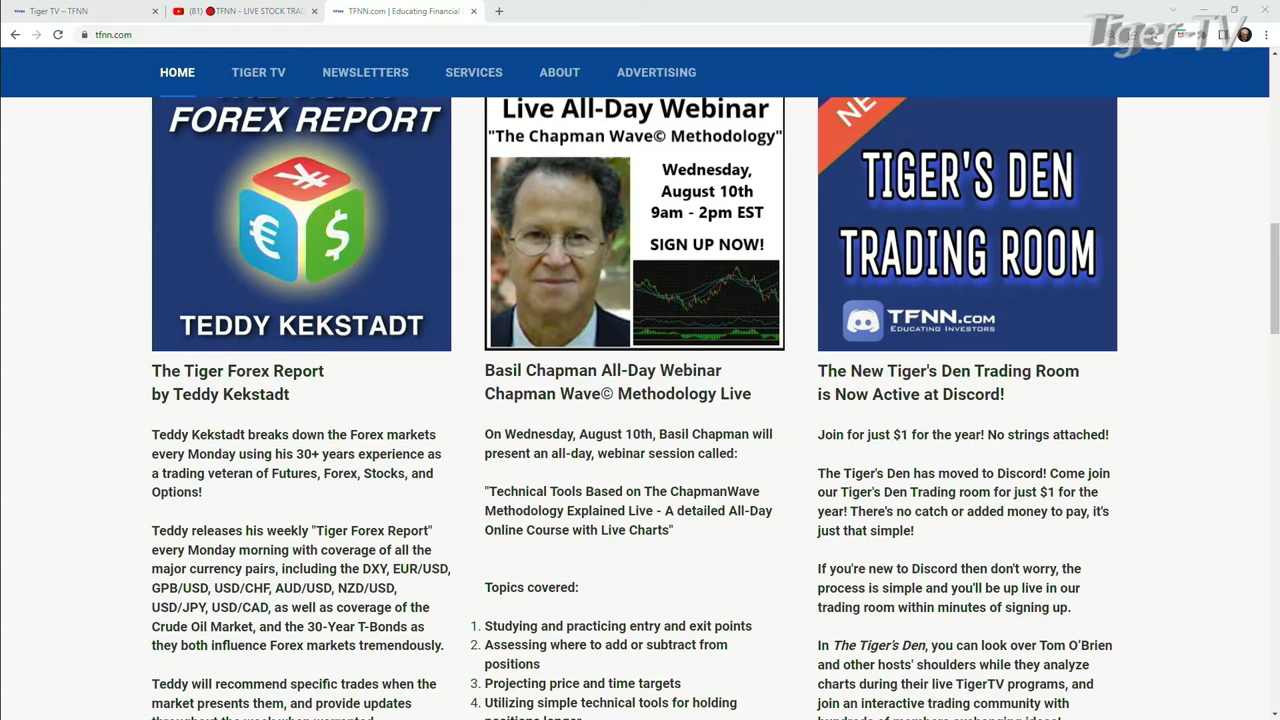 Tiger TV – TFNN
(81) 🔴TFNN - LIVE STOCK TRAD
TFNN.com | Educating Financial
tfnn.com
Tiger TV
HOME
TIGER TV
NEWSLETTERS
SERVICES
ABOUT
ADVERTISING
FOREX REPORT
¥
€
$
TEDDY KEKSTADT
The Tiger Forex Report
by Teddy Kekstadt
Teddy Kekstadt breaks down the Forex markets
every Monday using his 30+ years experience as
a trading veteran of Futures, Forex, Stocks, and
Options!
Teddy releases his weekly "Tiger Forex Report"
every Monday morning with coverage of all the
major currency pairs, including the DXY, EUR/USD,
GPB/USD, USD/CHF, AUD/USD, NZD/USD,
USD/JPY, USD/CAD, as well as coverage of the
Crude Oil Market, and the 30-Year T-Bonds as
they both influence Forex markets tremendously.
Teddy will recommend specific trades when the
market presents them, and provide updates
Live All-Day Webinar
"The Chapman Wave© Methodology"
Wednesday,
August 10th
9am - 2pm EST
SIGN UP NOW!
Basil Chapman All-Day Webinar
Chapman Wave© Methodology Live
On Wednesday, August 10th, Basil Chapman will
present an all-day, webinar session called:
"Technical Tools Based on The ChapmanWave
Methodology Explained Live - A detailed All-Day
Online Course with Live Charts"
Topics covered:
1. Studying and practicing entry and exit points
2. Assessing where to add or subtract from
positions
3. Projecting price and time targets
4. Utilizing simple technical tools for holding
NE
TIGER'S DEN
TRADING ROOM
TFNN.COM
EDUCATING INVESTORS
The New Tiger's Den Trading Room
is Now Active at Discord!
Join for just $1 for the year! No strings attached!
The Tiger's Den has moved to Discord! Come join
our Tiger's Den Trading room for just $1 for the
year! There's no catch or added money to pay, it's
just that simple!
If you're new to Discord then don't worry, the
process is simple and you'll be up live in our
trading room within minutes of signing up.
In The Tiger's Den, you can look over Tom O'Brien
and other hosts' shoulders while they analyze
charts during their live TigerTV programs, and
join an interactive trading community with